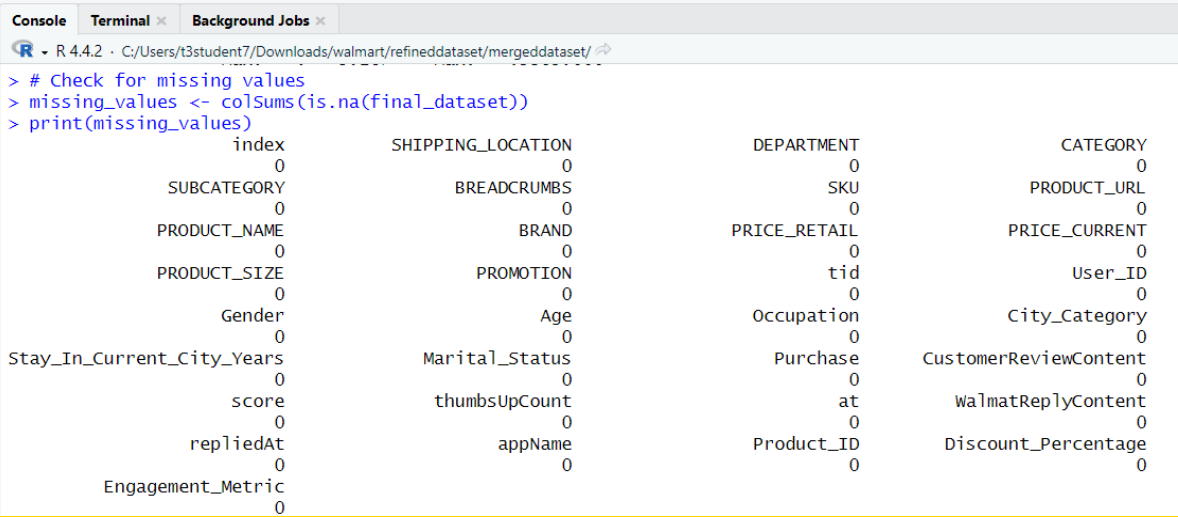 Console Terminal × Background Jobs ×
R 4.4.2 · C:/Users/t3student7/Downloads/walmart/refineddataset/mergeddataset/
> # Check for missing values
> missing_values <- colSums(is.na(final_dataset))
> print(missing_values)
index SHIPPING_LOCATION DEPARTMENT CATEGORY
0 0 0 0
SUBCATEGORY BREADCRUMBS SKU PRODUCT_URL
0 0 0 0
PRODUCT_NAME BRAND PRICE_RETAIL PRICE_CURRENT
0 0 0 0
PRODUCT_SIZE PROMOTION tid User_ID
0 0 0 0
Gender Age Occupation City_Category
0 0 0 0
Stay_In_Current_City_Years Marital_Status Purchase CustomerReviewContent
0 0 0 0
score thumbsUpCount at WalmatReplyContent
0 0 0 0
repliedAt appName Product_ID Discount_Percentage
0 0 0 0
Engagement_Metric
0